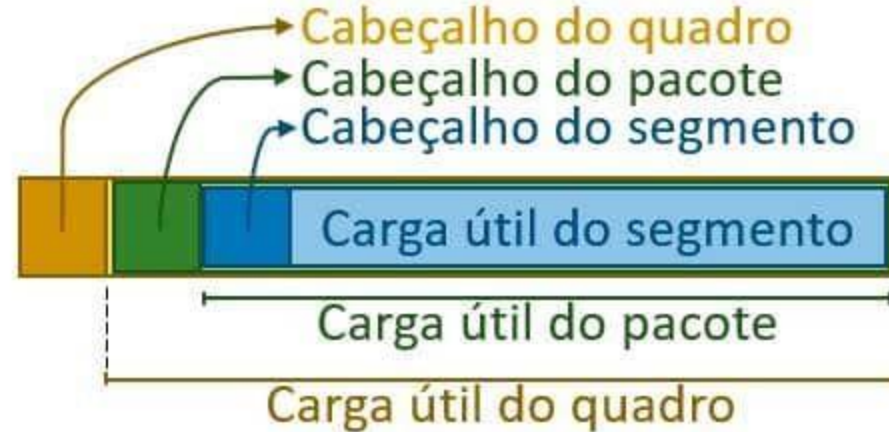 Cabeçalho do quadro
Cabeçalho do pacote
Cabeçalho do segmento
Carga útil do segmento
Carga útil do pacote
Carga útil do quadro